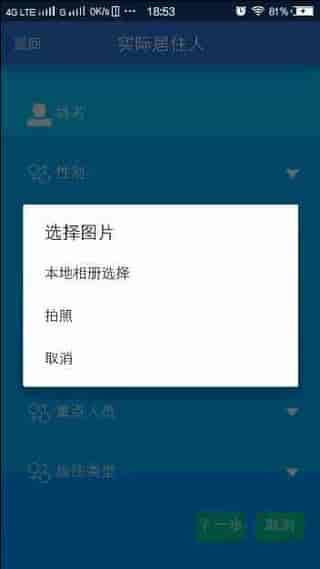 4G LTE G 0K/s ··· 18:53 81%
返回 实际居住人
性别
选择图片
本地相册选择
拍照
取消
重点人员
居住类型
下一步 取消